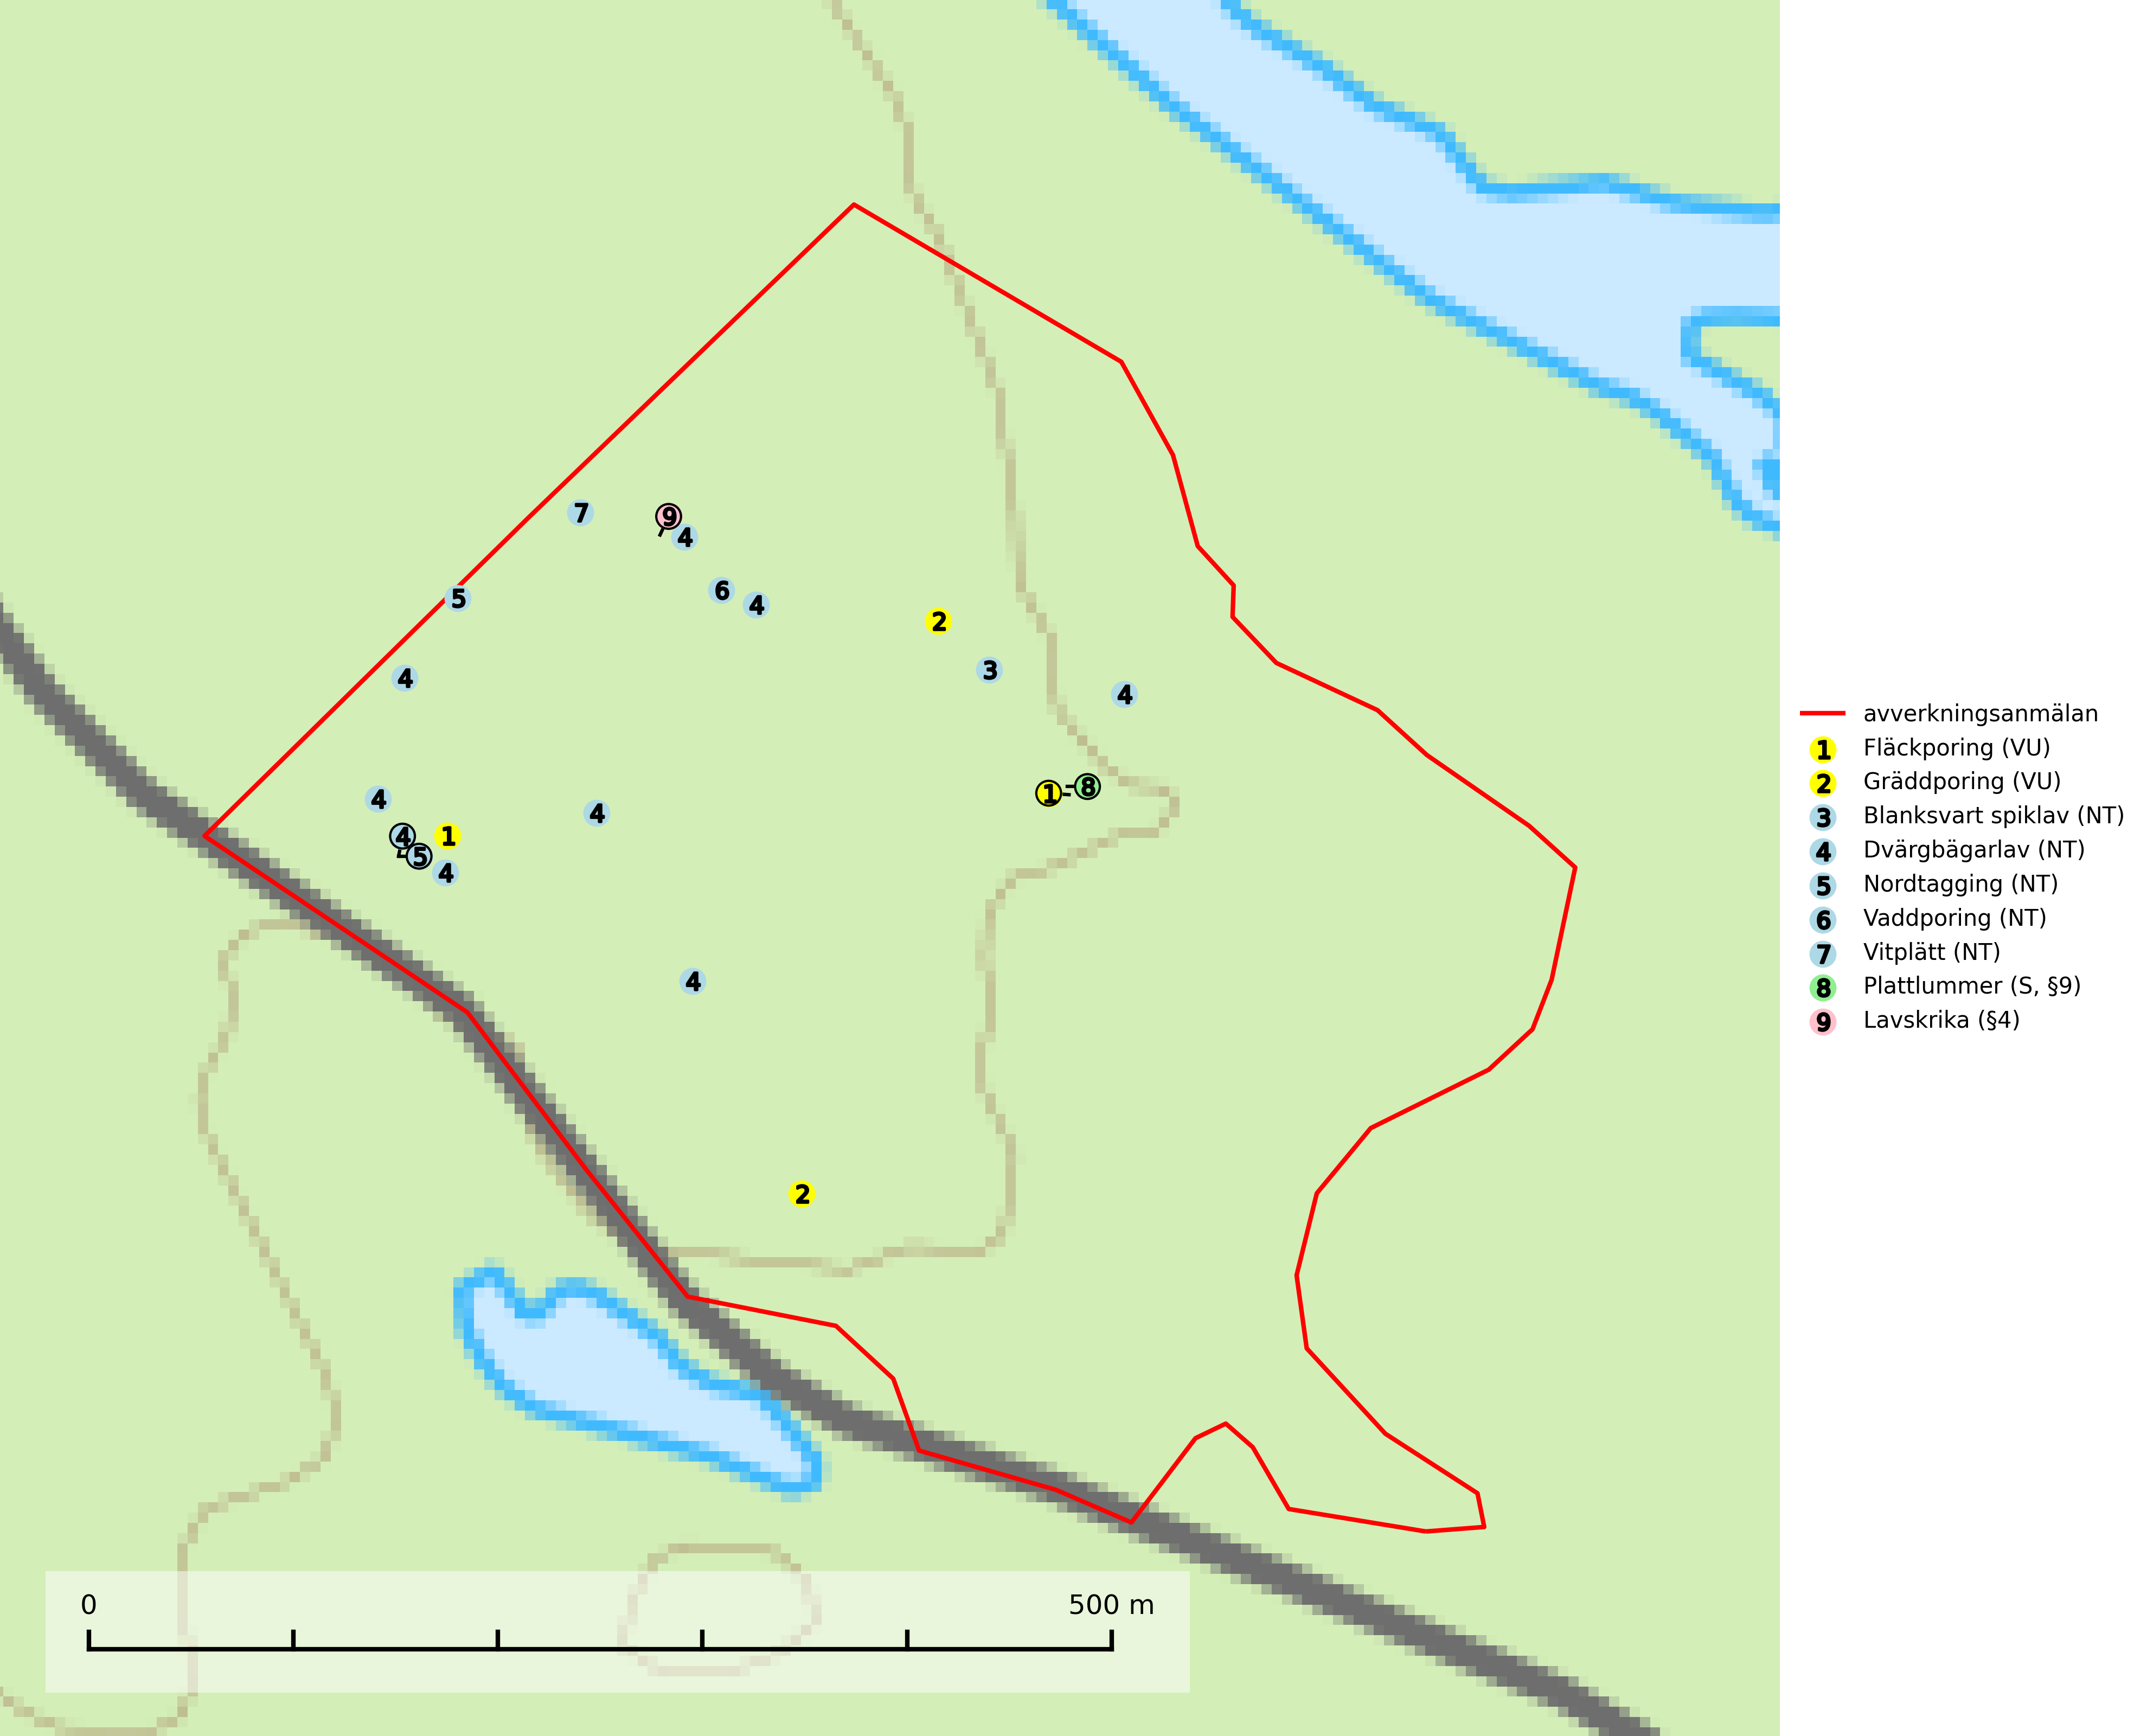 7
9
4
6
4
5
2
3
4
4
1
8
4
4
4
1
5
4
4
2
0
500 m
avverkningsanmälan
1 Fläckporing (VU)
2 Gräddporing (VU)
3 Blanksvart spiklav (NT)
4 Dvärgbägarlav (NT)
5 Nordtagging (NT)
6 Vaddporing (NT)
7 Vitplätt (NT)
8 Plattlummer (S, §9)
9 Lavskrika (§4)